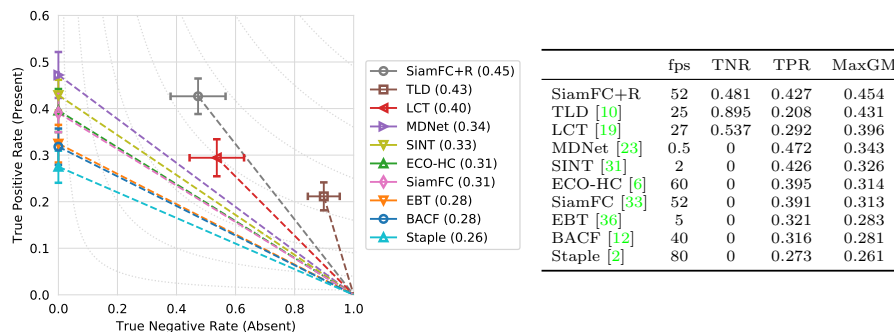 0.6
0.5
0.4
0.3
0.2
0.1
0.0
True Positive Rate (Present)
0.0 0.2 0.4 0.6 0.8 1.0
True Negative Rate (Absent)
SiamFC+R (0.45)
TLD (0.43)
LCT (0.40)
MDNet (0.34)
SINT (0.33)
ECO-HC (0.31)
SiamFC (0.31)
EBT (0.28)
BACF (0.28)
Staple (0.26)
fps TNR TPR MaxGM
SiamFC+R 52 0.481 0.427 0.454
TLD [10] 25 0.895 0.208 0.431
LCT [19] 27 0.537 0.292 0.396
MDNet [23] 0.5 0 0.472 0.343
SINT [31] 2 0 0.426 0.326
ECO-HC [6] 60 0 0.395 0.314
SiamFC [33] 52 0 0.391 0.313
EBT [36] 5 0 0.321 0.283
BACF [12] 40 0 0.316 0.281
Staple [2] 80 0 0.273 0.261